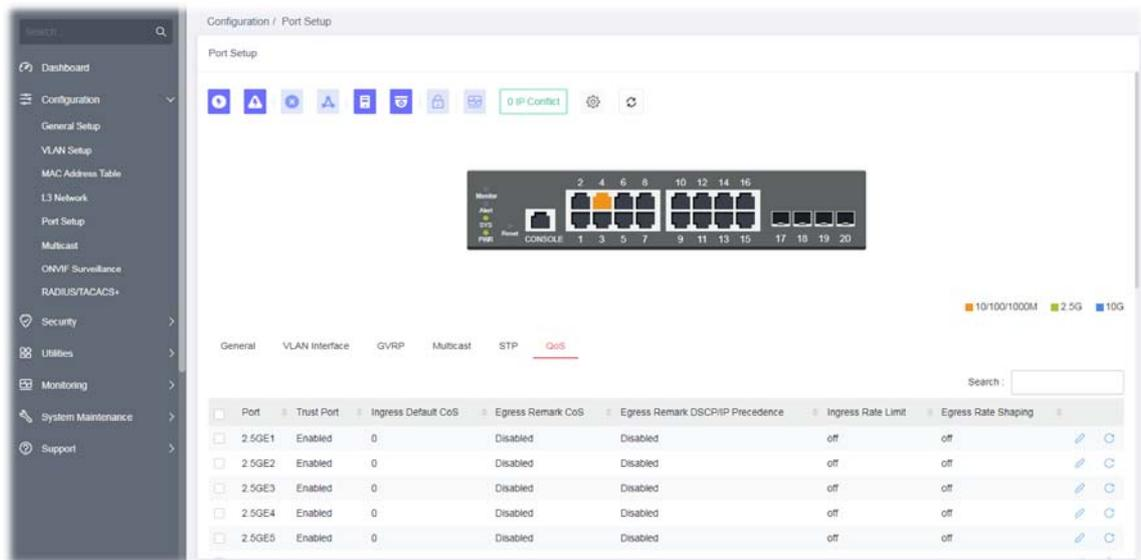 Search...
Dashboard
Configuration
General Setup
VLAN Setup
MAC Address Table
L3 Network
Port Setup
Multicast
ONVIF Surveillance
RADIUS/TACACS+
Security
Utilities
Monitoring
System Maintenance
Support
Configuration / Port Setup
Port Setup
0 IP Conflict
2 4 6 8 10 12 14 16
Monitor
Alert
SYS
PWR
Reset
CONSOLE 1 3 5 7 9 11 13 15 17 18 19 20
10/100/1000M 2.5G 10G
General VLAN Interface GVRP Multicast STP QoS
Search :
Port Trust Port Ingress Default CoS Egress Remark CoS Egress Remark DSCP/IP Precedence Ingress Rate Limit Egress Rate Shaping
2.5GE1 Enabled 0 Disabled Disabled off off
2.5GE2 Enabled 0 Disabled Disabled off off
2.5GE3 Enabled 0 Disabled Disabled off off
2.5GE4 Enabled 0 Disabled Disabled off off
2.5GE5 Enabled 0 Disabled Disabled off off